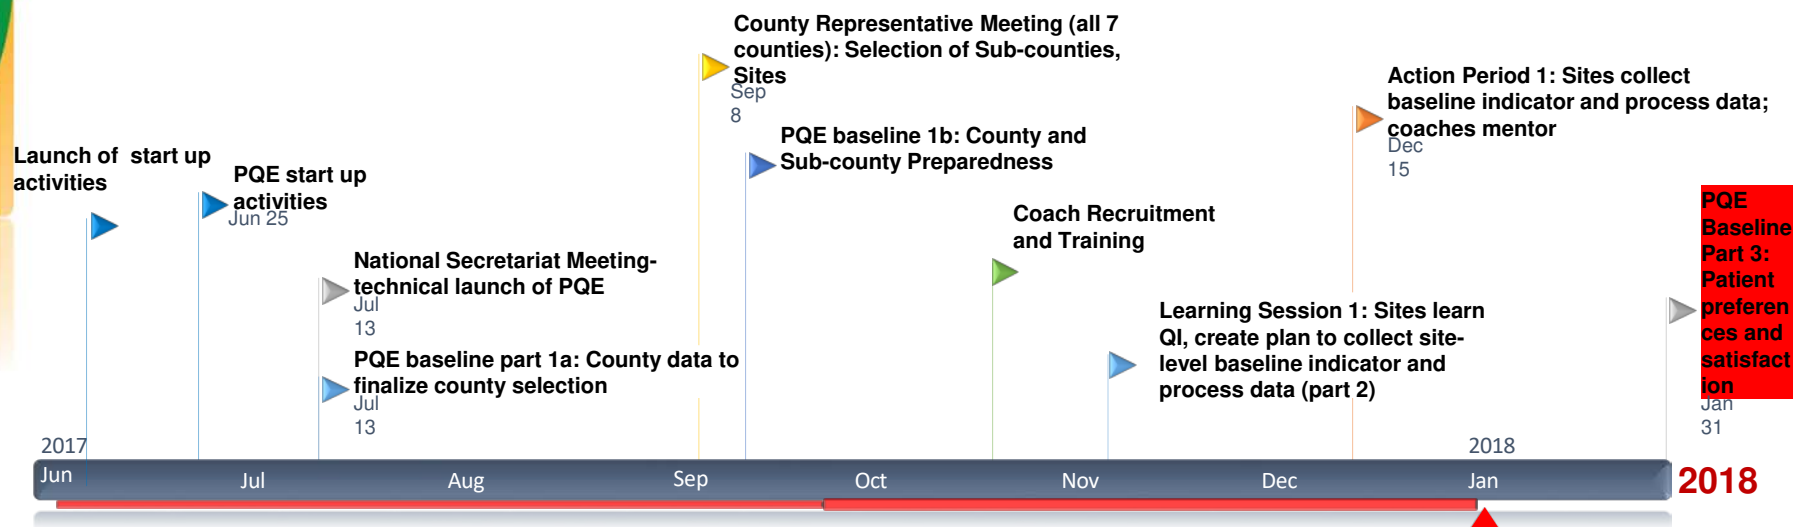 County Representative Meeting (all 7
counties): Selection of Sub-counties,
Sites
Sep
8
Action Period 1: Sites collect
baseline indicator and process data;
coaches mentor
Dec
15
PQE baseline 1b: County and
Sub-county Preparedness
Launch of  start up
activities
PQE start up
activities
Jun 25
PQE
Baseline
Part 3:
Patient
preferen
ces and
satisfact
ion
Jan
31
Coach Recruitment
and Training
National Secretariat Meeting-
technical launch of PQE
Jul
13
Learning Session 1: Sites learn
QI, create plan to collect site-
level baseline indicator and
process data (part 2)
PQE baseline part 1a: County data to
finalize county selection
Jul
13
2017
2018
Jun
Jul
Aug
Sep
Oct
Nov
Dec
Jan
2018